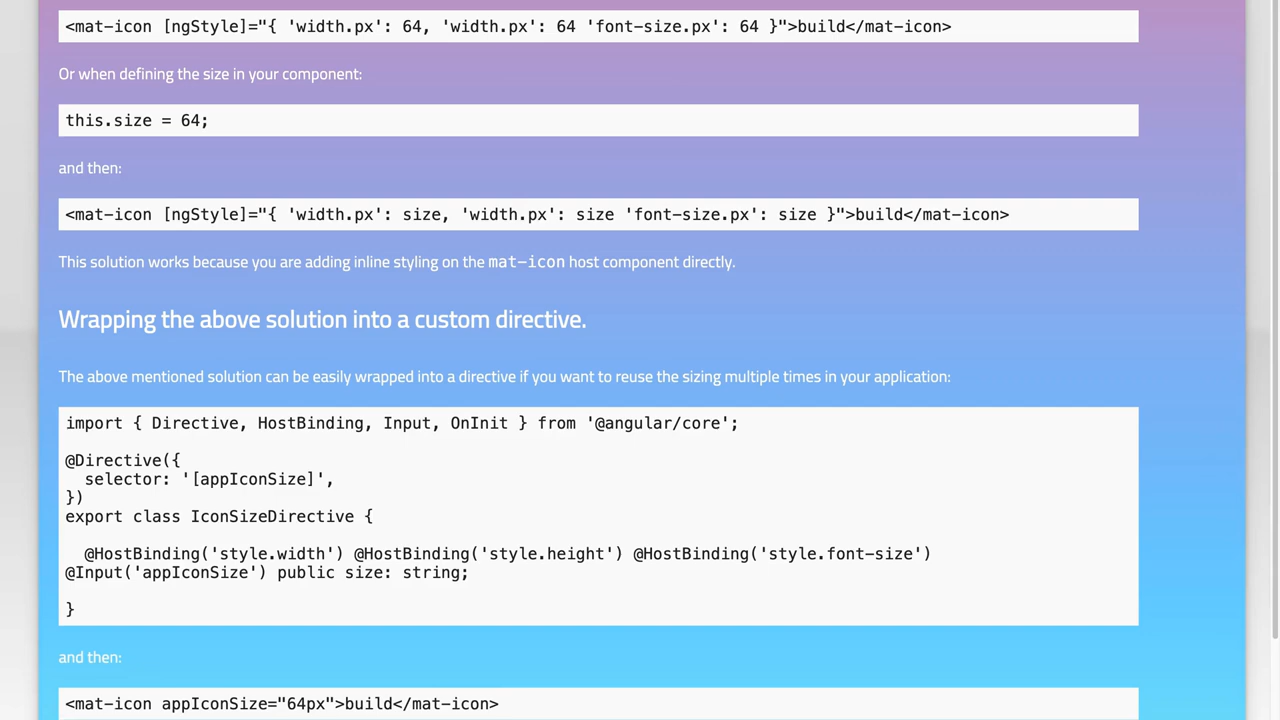 <mat-icon [ngStyle]="{ 'width.px': 64, 'width.px': 64 'font-size.px': 64 }">build</mat-icon>
Or when defining the size in your component:
this.size = 64;
and then:
<mat-icon [ngStyle]="{ 'width.px': size, 'width.px': size 'font-size.px': size }">build</mat-icon>
This solution works because you are adding inline styling on the mat-icon host component directly.
Wrapping the above solution into a custom directive.
The above mentioned solution can be easily wrapped into a directive if you want to reuse the sizing multiple times in your application:
import { Directive, HostBinding, Input, OnInit } from '@angular/core';
@Directive({
  selector: '[appIconSize]',
})
export class IconSizeDirective {
  @HostBinding('style.width') @HostBinding('style.height') @HostBinding('style.font-size')
@Input('appIconSize') public size: string;
}
and then:
<mat-icon appIconSize="64px">build</mat-icon>